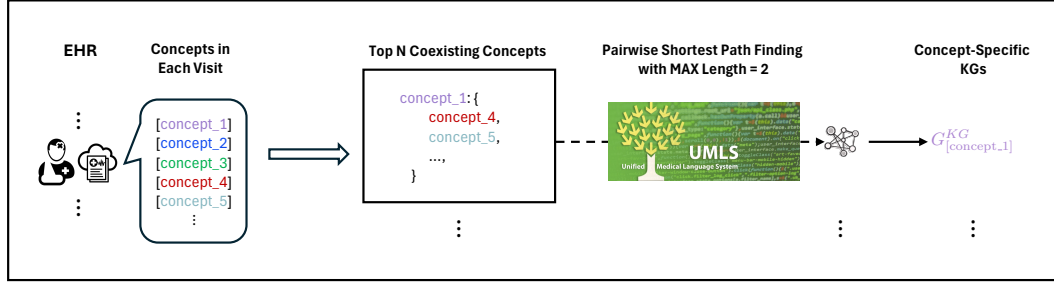 EHR
Concepts in
Each Visit
[concept_1]
[concept_2]
[concept_3]
[concept_4]
[concept_5]
Top N Coexisting Concepts
concept_1: {
concept_4,
concept_5,
...,
}
Pairwise Shortest Path Finding
with MAX Length = 2
UMLS
Unified Medical Language System
Concept-Specific
KGs
G^{KG}_{[concept_1]}